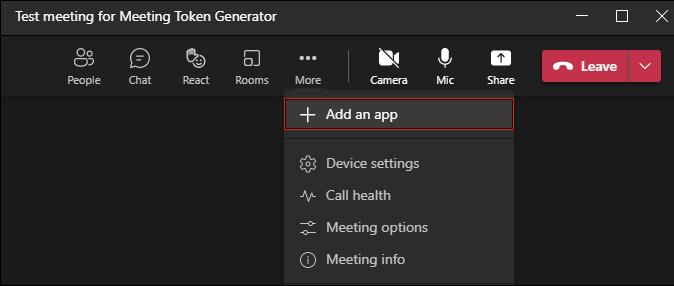 Test meeting for Meeting Token Generator
People Chat React Rooms More Camera Mic Share Leave
Add an app
Device settings
Call health
Meeting options
Meeting info